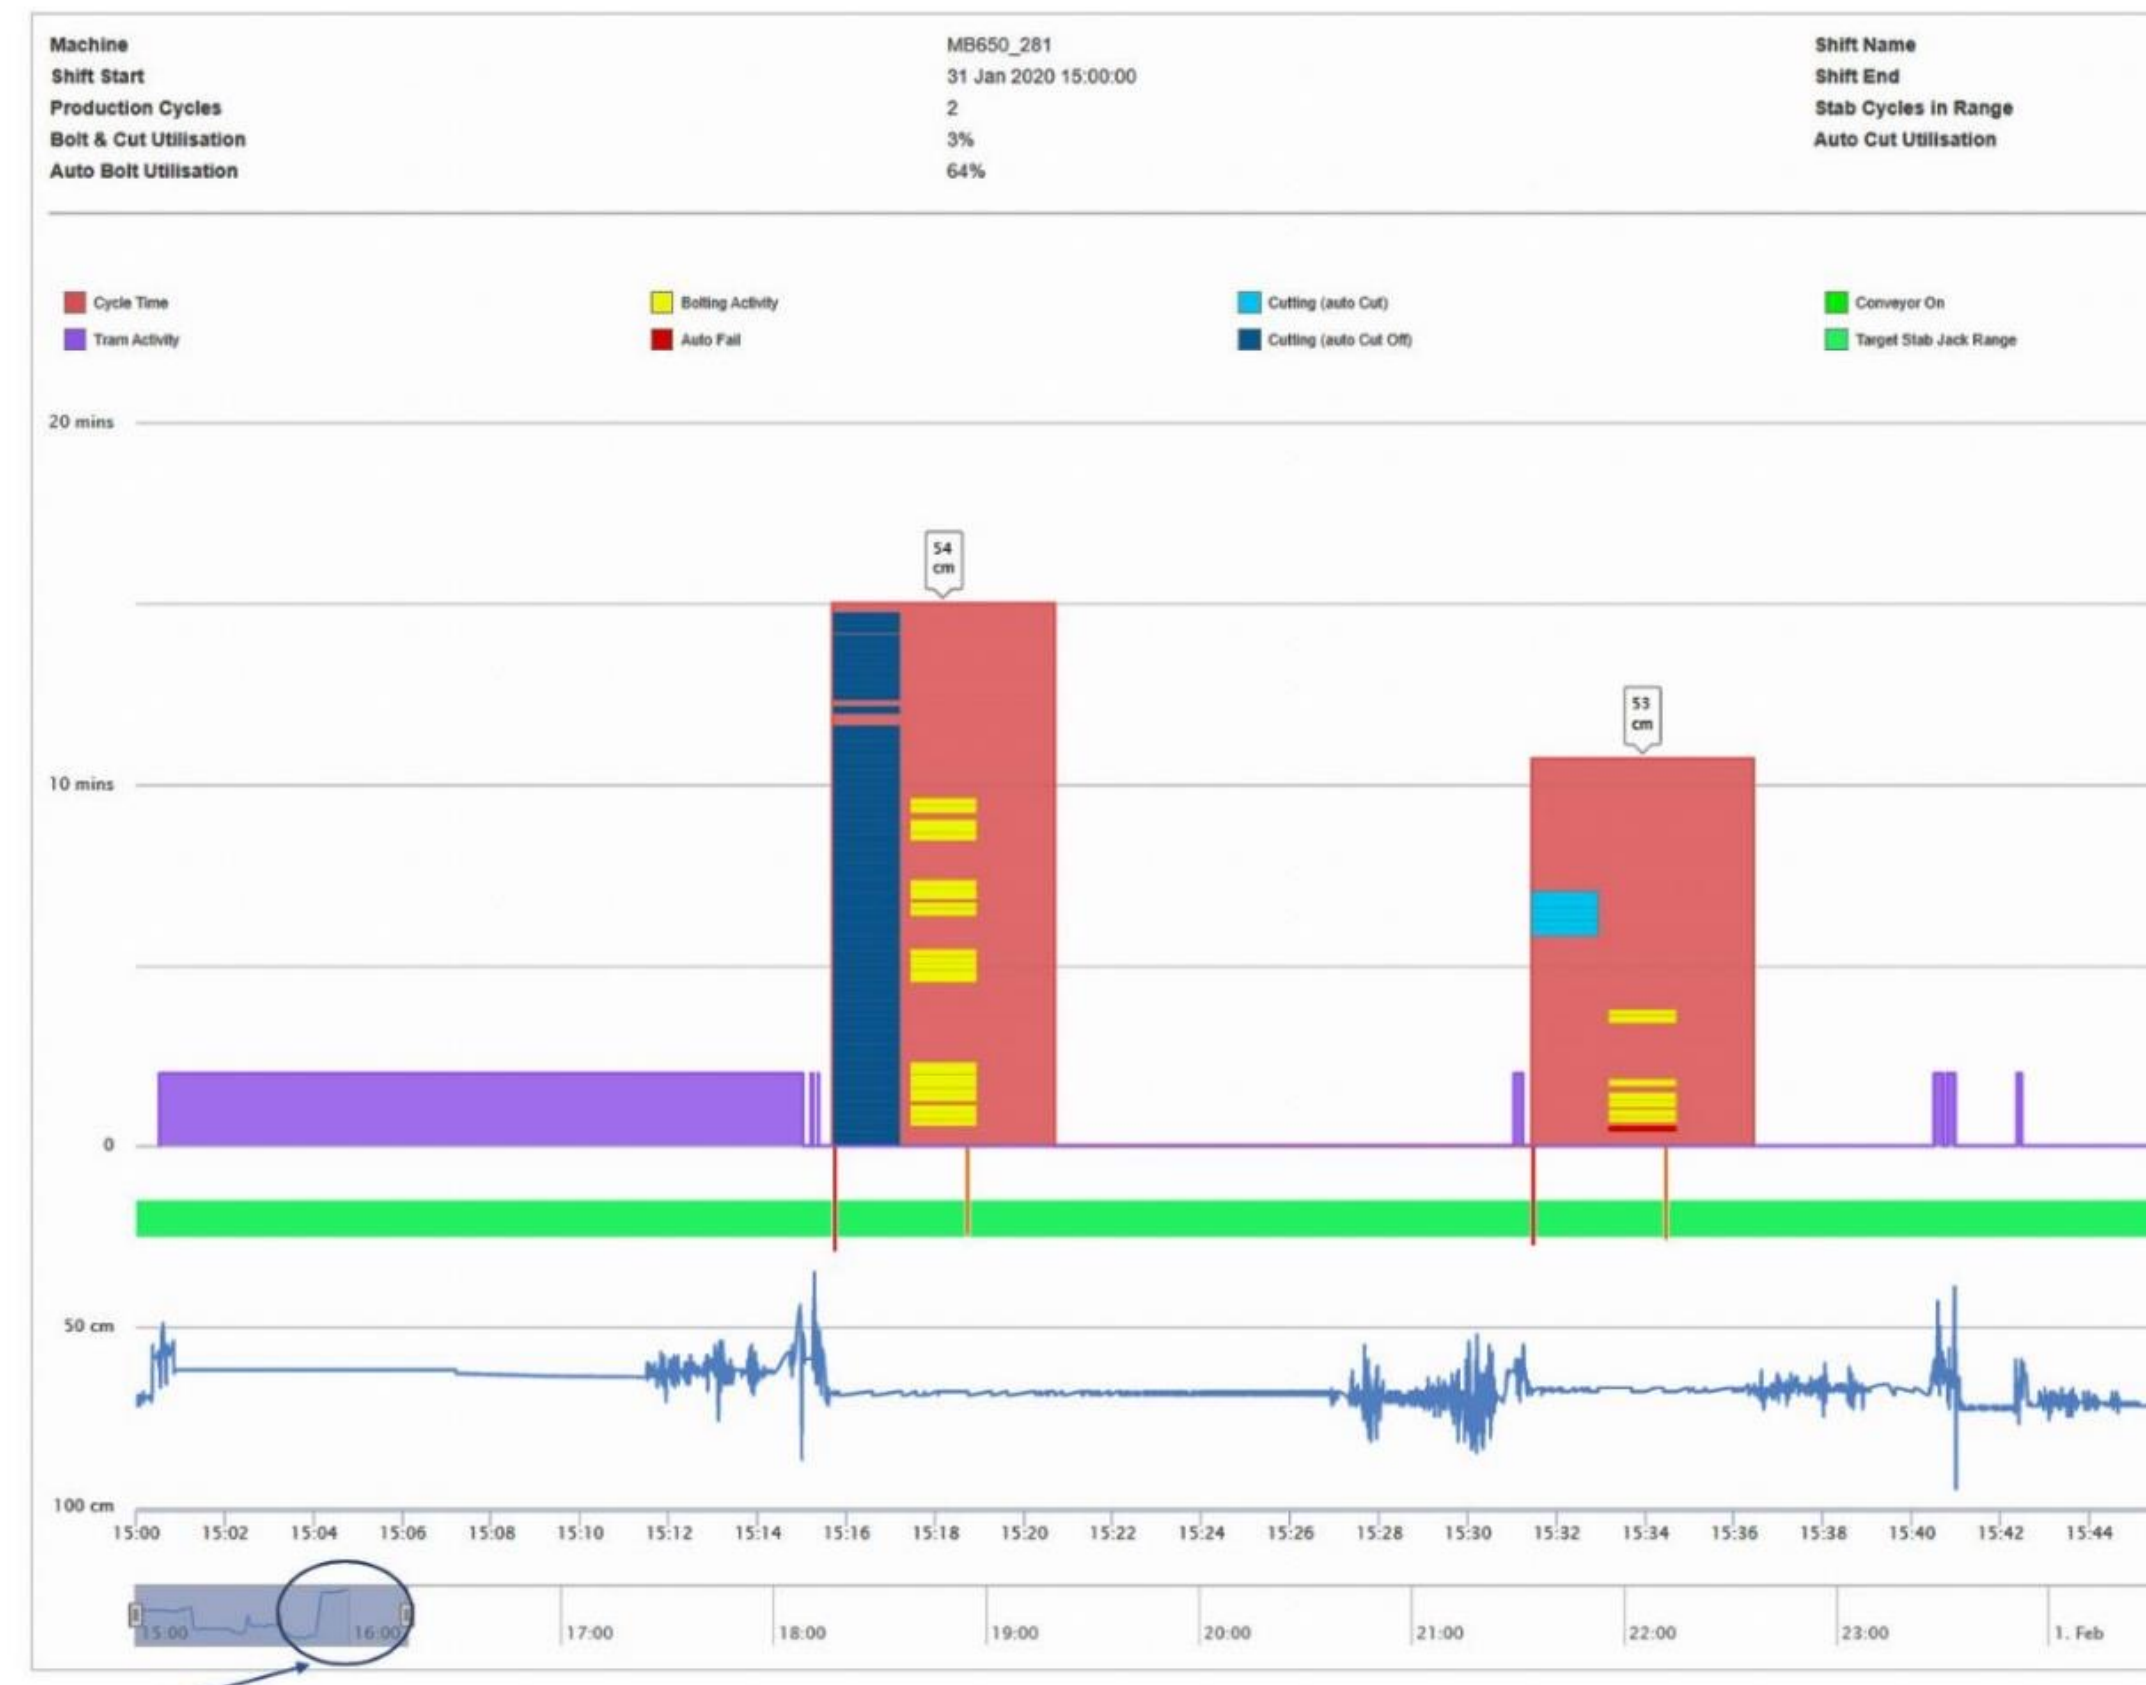 Machine MB650_281 Shift Name
Shift Start 31 Jan 2020 15:00:00 Shift End
Production Cycles 2 Stab Cycles in Range
Bolt & Cut Utilisation 3% Auto Cut Utilisation
Auto Bolt Utilisation 64%
Cycle Time Bolting Activity Cutting (auto Cut) Conveyor On
Tram Activity Auto Fail Cutting (auto Cut Off) Target Stab Jack Range
20 mins
54
cm
53
cm
10 mins
0
50 cm
100 cm
15:00 15:02 15:04 15:06 15:08 15:10 15:12 15:14 15:16 15:18 15:20 15:22 15:24 15:26 15:28 15:30 15:32 15:34 15:36 15:38 15:40 15:42 15:44
15:00 16:00 17:00 18:00 19:00 20:00 21:00 22:00 23:00 1. Feb